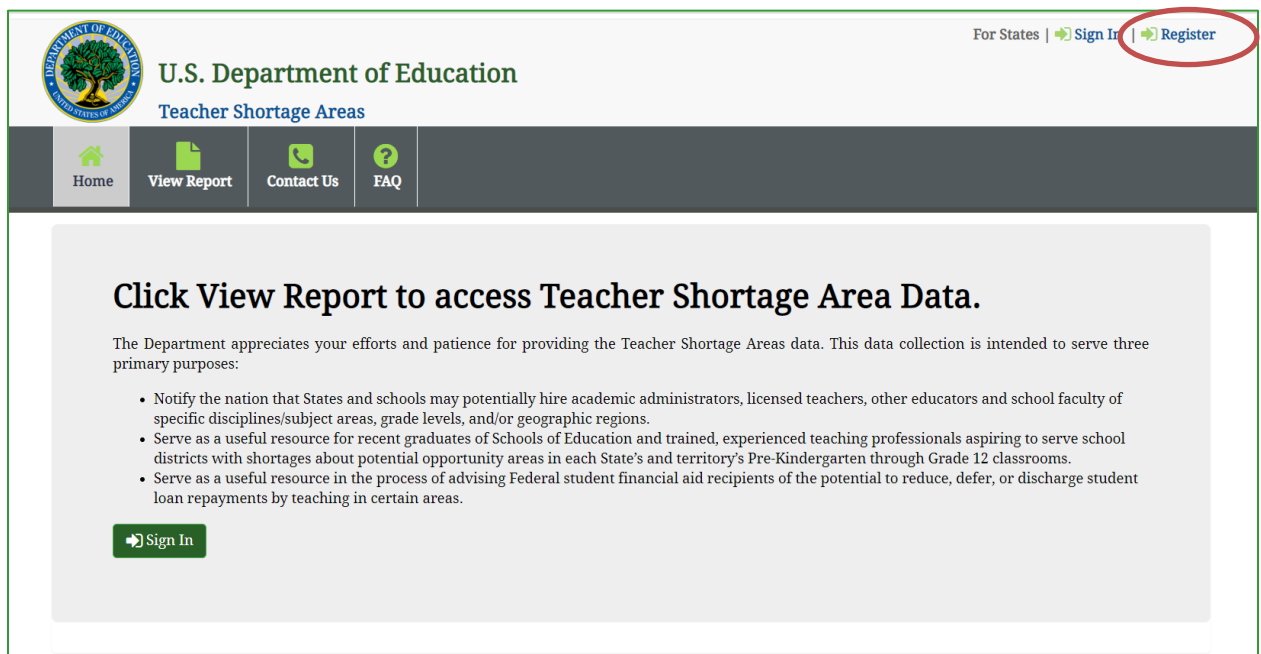 For States | Sign In | Register
DEPARTMENT OF EDUCATION
UNITED STATES OF AMERICA
U.S. Department of Education
Teacher Shortage Areas
Home
View Report
Contact Us
FAQ
Click View Report to access Teacher Shortage Area Data.
The Department appreciates your efforts and patience for providing the Teacher Shortage Areas data. This data collection is intended to serve three
primary purposes:
• Notify the nation that States and schools may potentially hire academic administrators, licensed teachers, other educators and school faculty of
specific disciplines/subject areas, grade levels, and/or geographic regions.
• Serve as a useful resource for recent graduates of Schools of Education and trained, experienced teaching professionals aspiring to serve school
districts with shortages about potential opportunity areas in each State’s and territory’s Pre-Kindergarten through Grade 12 classrooms.
• Serve as a useful resource in the process of advising Federal student financial aid recipients of the potential to reduce, defer, or discharge student
loan repayments by teaching in certain areas.
Sign In